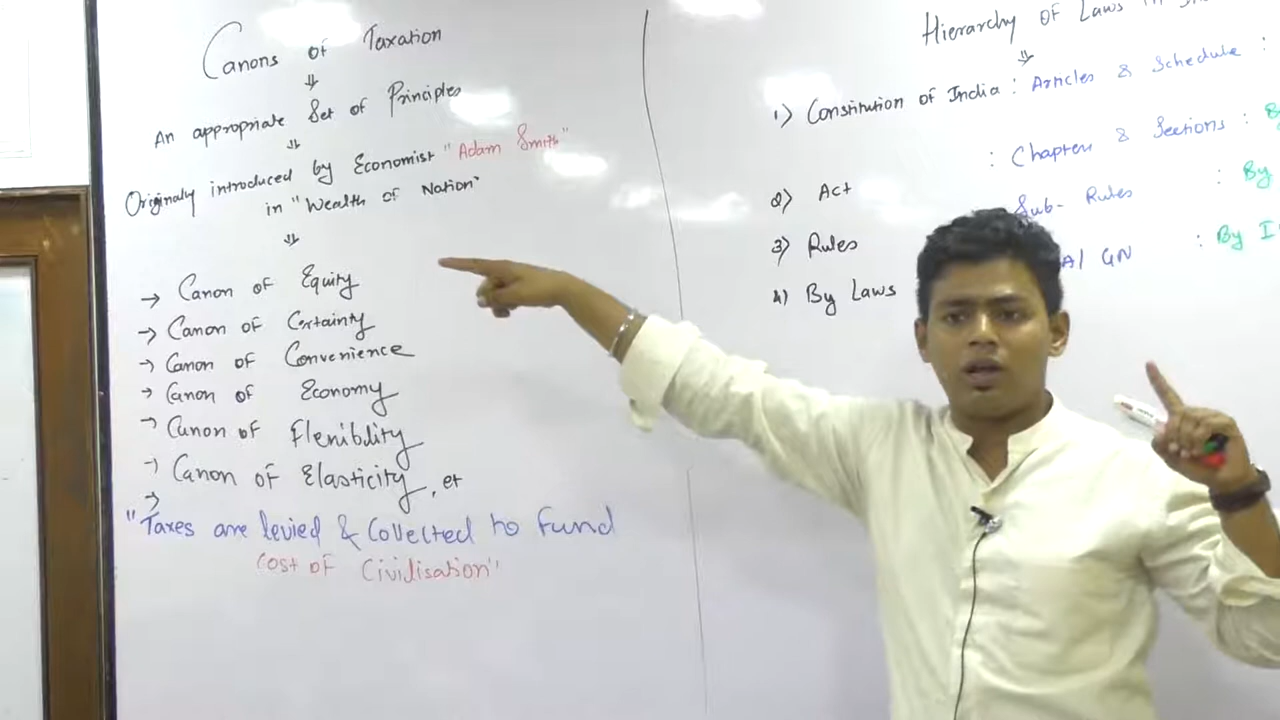 Canons of Taxation
⇓
An appropriate Set of Principles
⇓
Originaly introduced by Economist "Adam Smith"
in "Wealth of Nation"
⇓
→ Canon of Equity
→ Canon of Certainty
→ Canon of Convenience
→ Canon of Economy
→ Canon of Flenibility
→ Canon of Elasticity, et
→
"Taxes are levied & Collected to Fund
Cost of Civilisation"
Hierarchy of Laws in
⇓
1) Constitution of India : Articles & Schedule :
: Chapters & Sections :
2) Act
Sub- Rules : By
3) Rules
GN : By
4) By Laws